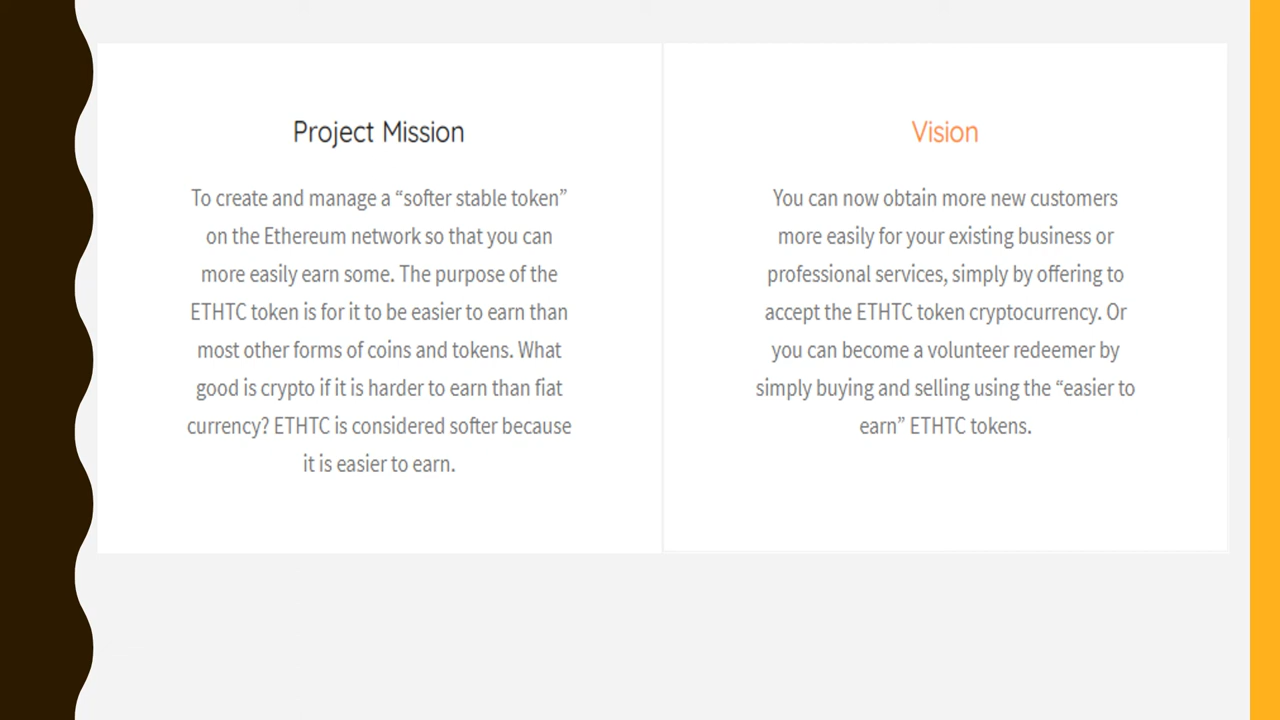 Project Mission
To create and manage a “softer stable token”
on the Ethereum network so that you can
more easily earn some. The purpose of the
ETHTC token is for it to be easier to earn than
most other forms of coins and tokens. What
good is crypto if it is harder to earn than fiat
currency? ETHTC is considered softer because
it is easier to earn.
Vision
You can now obtain more new customers
more easily for your existing business or
professional services, simply by offering to
accept the ETHTC token cryptocurrency. Or
you can become a volunteer redeemer by
simply buying and selling using the “easier to
earn” ETHTC tokens.